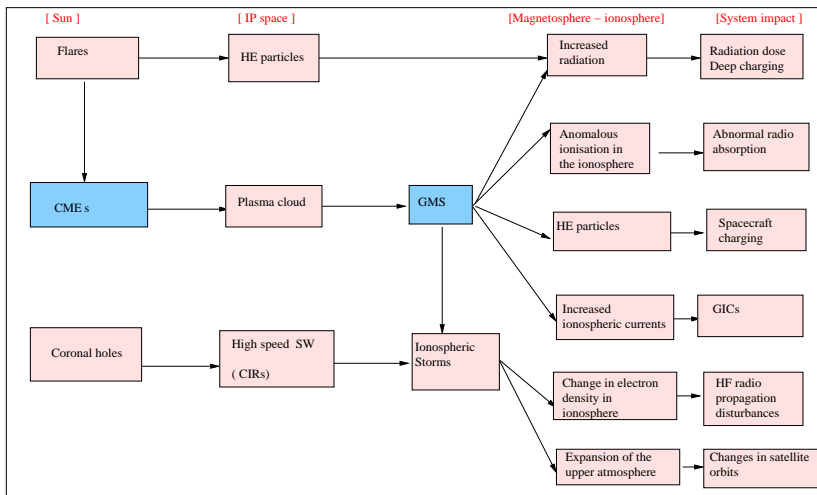 [ Sun ]
[ IP space ]
[Magnetosphere – ionosphere]
[System impact ]
Flares
HE particles
Increased
radiation
Radiation dose
Deep charging
Anomalous
ionisation in
the ionosphere
Abnormal radio
absorption
CME s
Plasma cloud
GMS
HE particles
Spacecraft
charging
Increased
ionospheric currents
GICs
Coronal holes
High speed SW
( CIRs)
Ionospheric
Storms
Change in electron
density in
ionosphere
HF radio
propagation
disturbances
Expansion of the
upper atmosphere
Changes in satellite
orbits